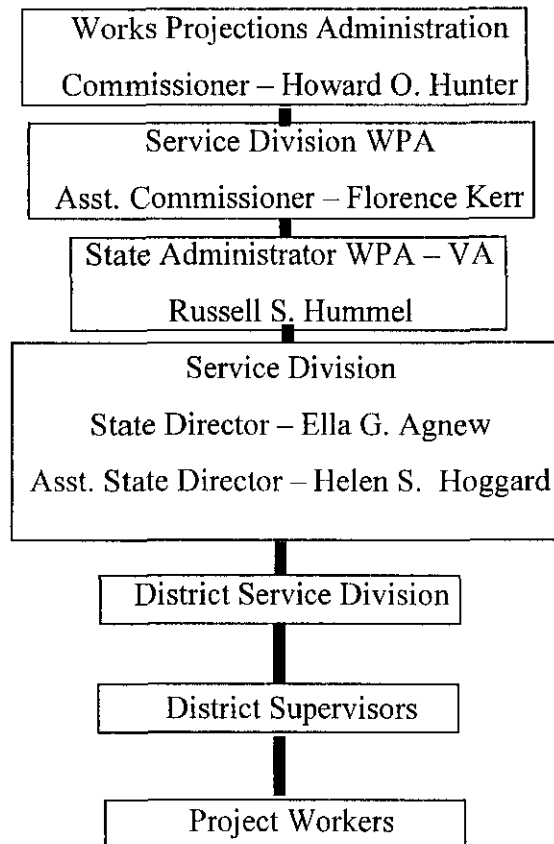 Works Projections Administration
Commissioner – Howard O. Hunter
Service Division WPA
Asst. Commissioner – Florence Kerr
State Administrator WPA – VA
Russell S. Hummel
Service Division
State Director – Ella G. Agnew
Asst. State Director – Helen S. Hoggard
District Service Division
District Supervisors
Project Workers